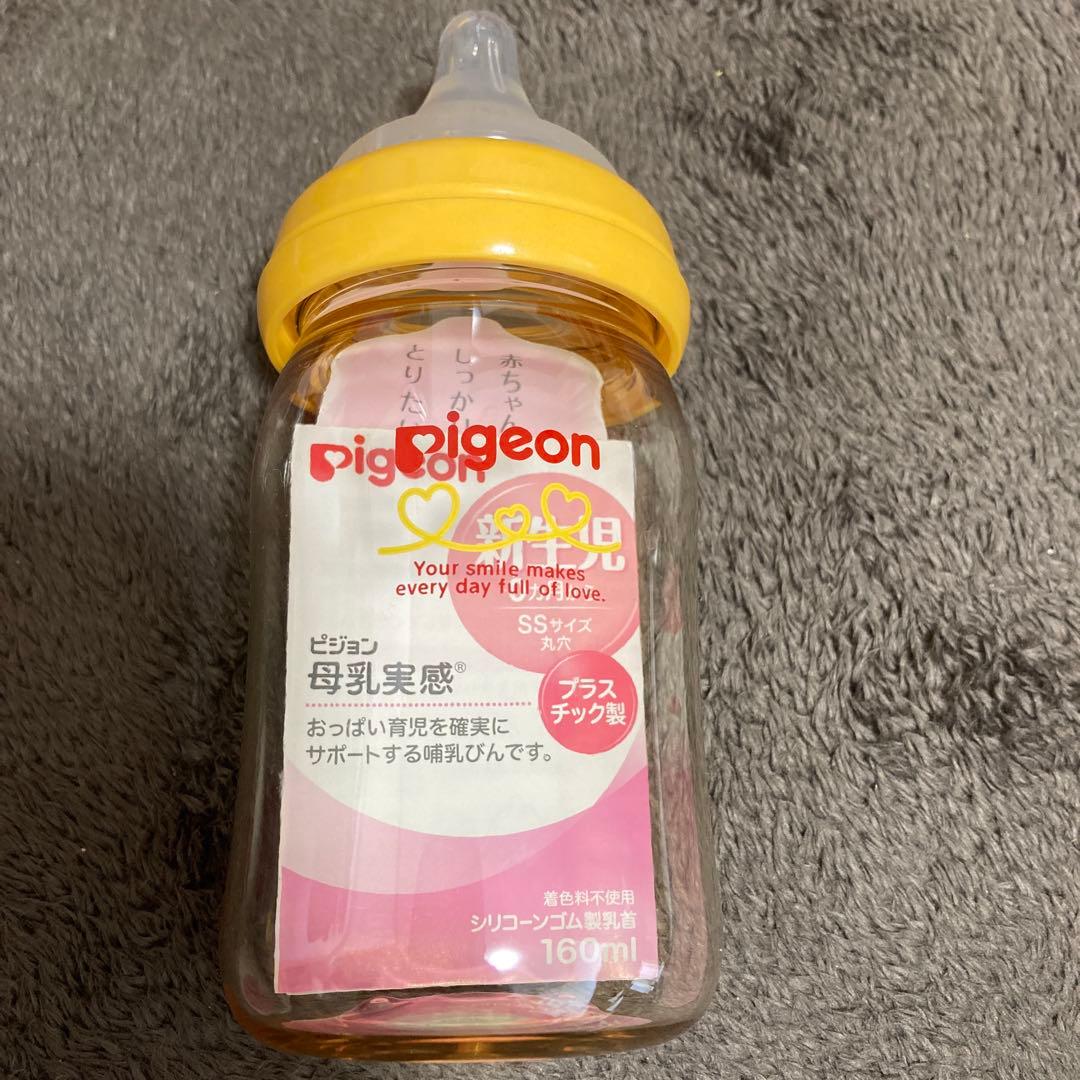 赤ちゃん
しっかり
とりたい
Pigeon
Pigeon
新生児
SSサイズ
丸穴
Your smile makes
every day full of love.
ピジョン
母乳実感®
プラス
チック製
おっぱい育児を確実に
サポートする哺乳びんです。
着色料不使用
シリコーンゴム製乳首
160ml